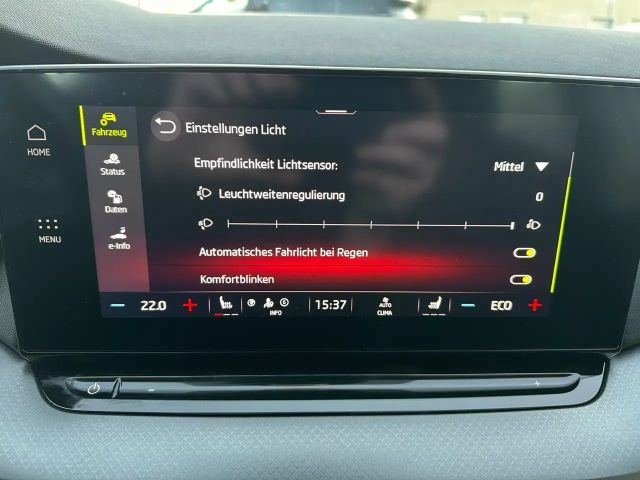 HOME
MENU
Fahrzeug
Status
Daten
e-Info
Einstellungen Licht
Empfindlichkeit Lichtsensor: Mittel
Leuchtweitenregulierung 0
Automatisches Fahrlicht bei Regen
Komfortblinken
22.0 INFO 15:37 AUTO CLIMA ECO